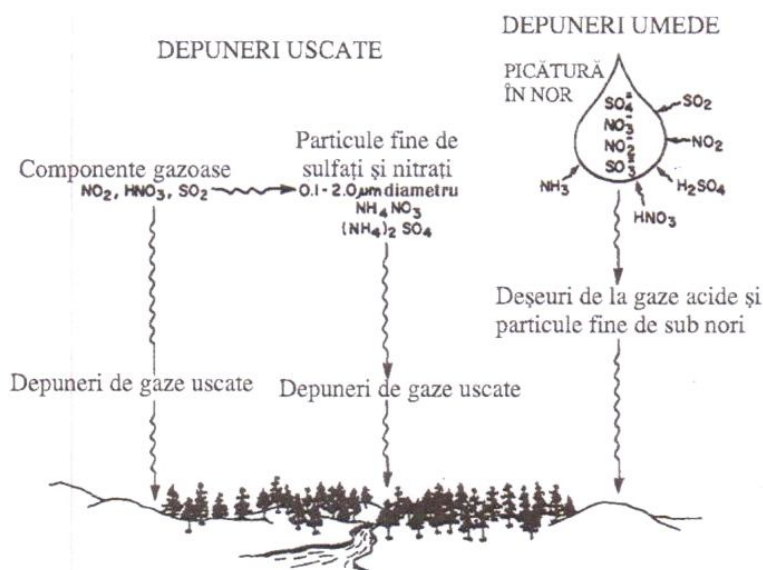 DEPUNERI USCATE
DEPUNERI UMEDE
PICĂTURĂ
ÎN NOR
SO₄⁼
NO₃⁻
NO₂⁻
SO₃⁼
SO₂
NO₂
H₂SO₄
HNO₃
NH₃
Componente gazoase
NO₂, HNO₃, SO₂
Particule fine de
sulfați și nitrați
0.1-2.0 µm diametru
NH₄NO₃
(NH₄)₂SO₄
Deșeuri de la gaze acide și
particule fine de sub nori
Depuneri de gaze uscate
Depuneri de gaze uscate